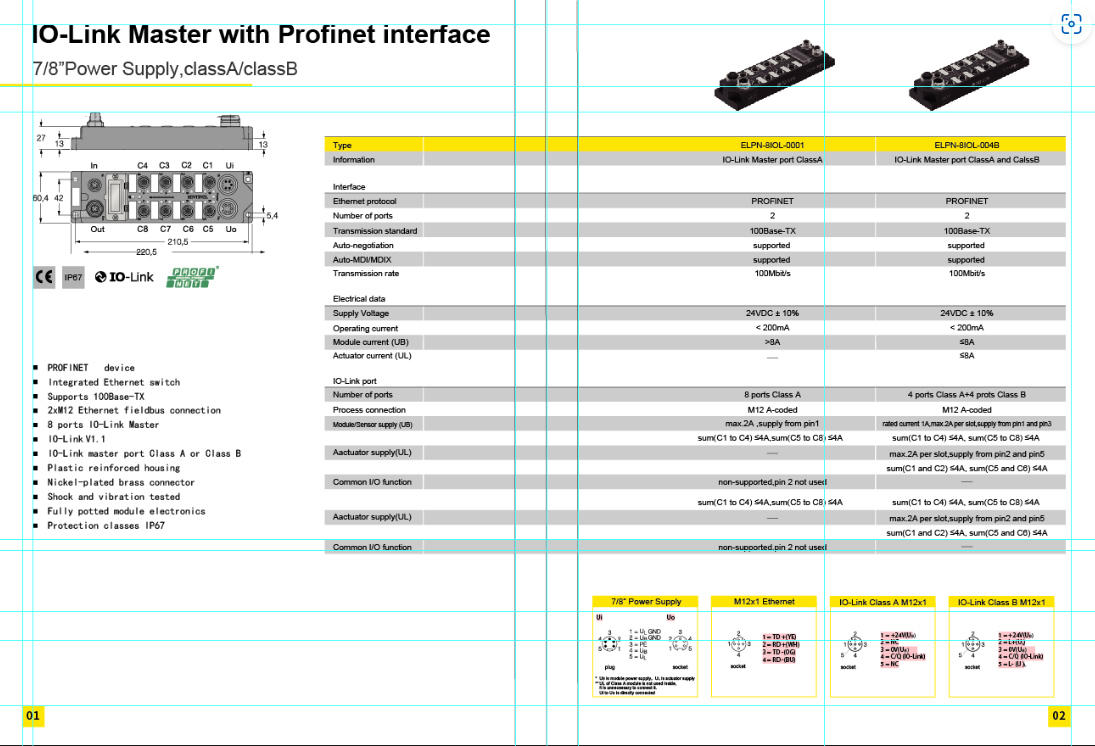 IO-Link Master with Profinet interface
7/8”Power Supply,classA/classB
27
13
13
In C4 C3 C2 C1 Ui
60,4
42
5,4
Out C8 C7 C6 C5 Uo
210,5
220,5
CE IP67 IO-Link PROFI NET
PROFINET device
Integrated Ethernet switch
Supports 100Base-TX
2xM12 Ethernet fieldbus connection
8 ports IO-Link Master
IO-Link V1.1
IO-Link master port Class A or Class B
Plastic reinforced housing
Nickel-plated brass connector
Shock and vibration tested
Fully potted module electronics
Protection classes IP67
Type ELPN-8IOL-0001 ELPN-8IOL-004B
Information IO-Link Master port ClassA IO-Link Master port ClassA and CalssB
Interface
Ethernet protocol PROFINET PROFINET
Number of ports 2 2
Transmission standard 100Base-TX 100Base-TX
Auto-negotiation supported supported
Auto-MDI/MDIX supported supported
Transmission rate 100Mbit/s 100Mbit/s
Electrical data
Supply Voltage 24VDC ± 10% 24VDC ± 10%
Operating current < 200mA < 200mA
Module current (UB) >8A ≤8A
Actuator current (UL) — ≤8A
IO-Link port
Number of ports 8 ports Class A 4 ports Class A+4 prots Class B
Process connection M12 A-coded M12 A-coded
Module/Sensor supply (UB) max.2A ,supply from pin1 rated current 1A,max.2A per slot,supply from pin1 and pin3
sum(C1 to C4) ≤4A,sum(C5 to C8) ≤4A sum(C1 to C4) ≤4A, sum(C5 to C8) ≤4A
Aactuator supply(UL) — max.2A per slot,supply from pin2 and pin5
sum(C1 and C2) ≤4A, sum(C5 and C6) ≤4A
Common I/O function non-supported,pin 2 not used —
sum(C1 to C4) ≤4A,sum(C5 to C8) ≤4A sum(C1 to C4) ≤4A, sum(C5 to C8) ≤4A
Aactuator supply(UL) — max.2A per slot,supply from pin2 and pin5
sum(C1 and C2) ≤4A, sum(C5 and C6) ≤4A
Common I/O function non-supported,pin 2 not used —
7/8" Power Supply
Ui Uo
1 = UL GND
2 = UB GND
3 = PE
4 = UB
5 = UL
plug socket
* UB is module power supply, UL is actuator supply
** UL of Class A module is not used inside,
it is unnecessary to connect it.
Ui to Uo is directly connected
M12x1 Ethernet
1 = TD +(YE)
2 = RD +(WH)
3 = TD -(OG)
4 = RD -(BU)
socket
IO-Link Class A M12x1
1 = +24V(UB)
2 = NC
3 = 0V(UB)
4 = C/Q (IO-Link)
5 = NC
socket
IO-Link Class B M12x1
1 = +24V(UB)
2 = L+(UL)
3 = 0V(UB)
4 = C/Q (IO-Link)
5 = L- (UL)
socket
01
02